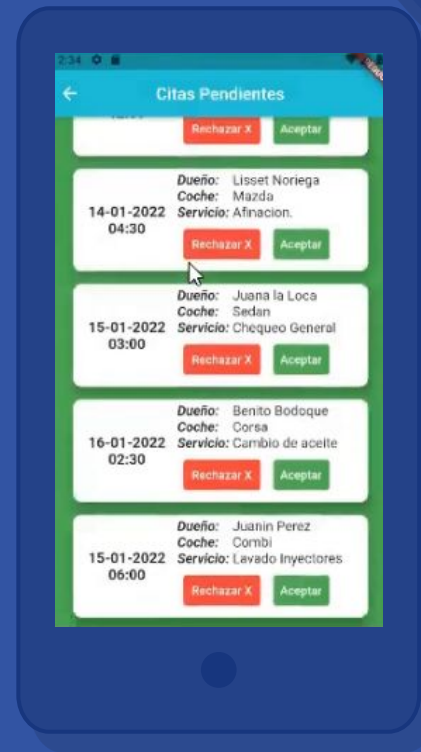 2:34
Citas Pendientes
Rechazar X Aceptar
14-01-2022
04:30
Dueño: Lisset Noriega
Coche: Mazda
Servicio: Afinacion.
Rechazar X Aceptar
15-01-2022
03:00
Dueño: Juana la Loca
Coche: Sedan
Servicio: Chequeo General
Rechazar X Aceptar
16-01-2022
02:30
Dueño: Benito Bodoque
Coche: Corsa
Servicio: Cambio de aceite
Rechazar X Aceptar
15-01-2022
06:00
Dueño: Juanin Perez
Coche: Combi
Servicio: Lavado Inyectores
Rechazar X Aceptar